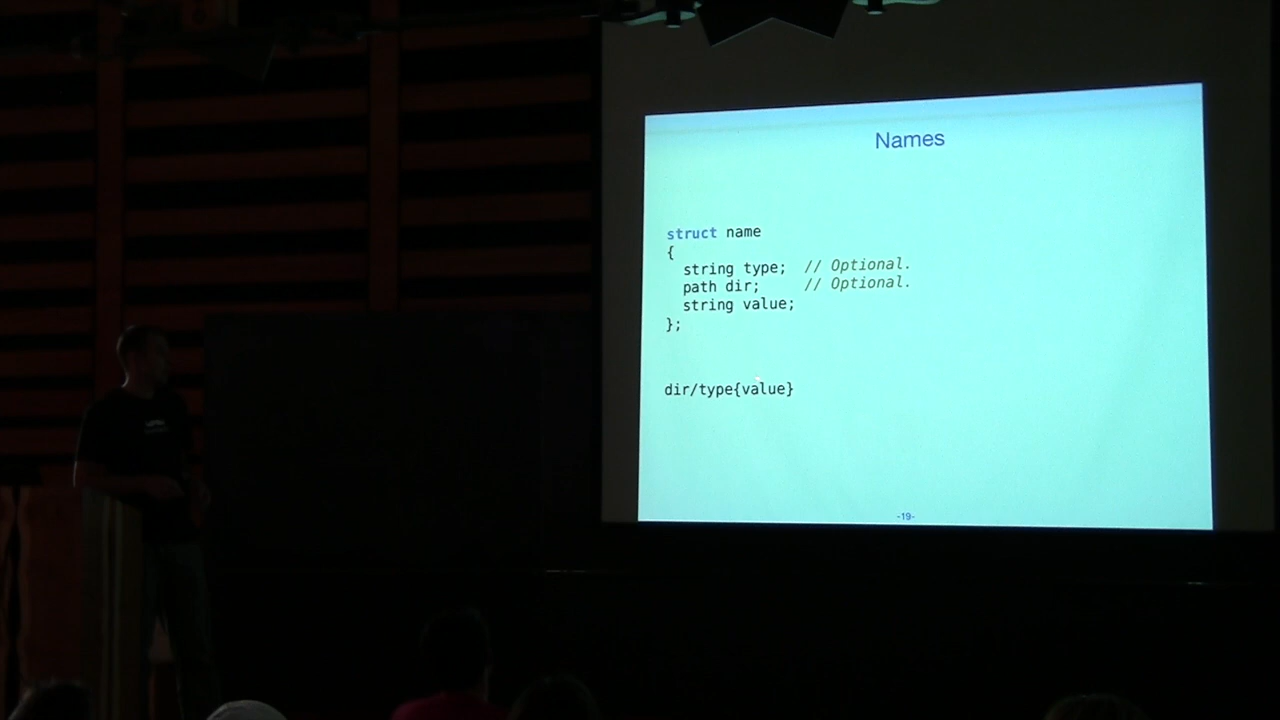 Names
struct name
{
  string type;  // Optional.
  path dir;     // Optional.
  string value;
};
dir/type{value}
-19-